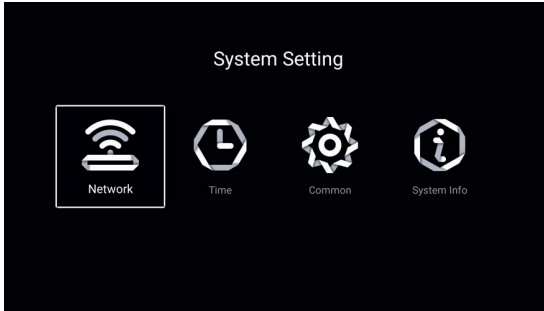 System Setting
Network
Time
Common
System Info